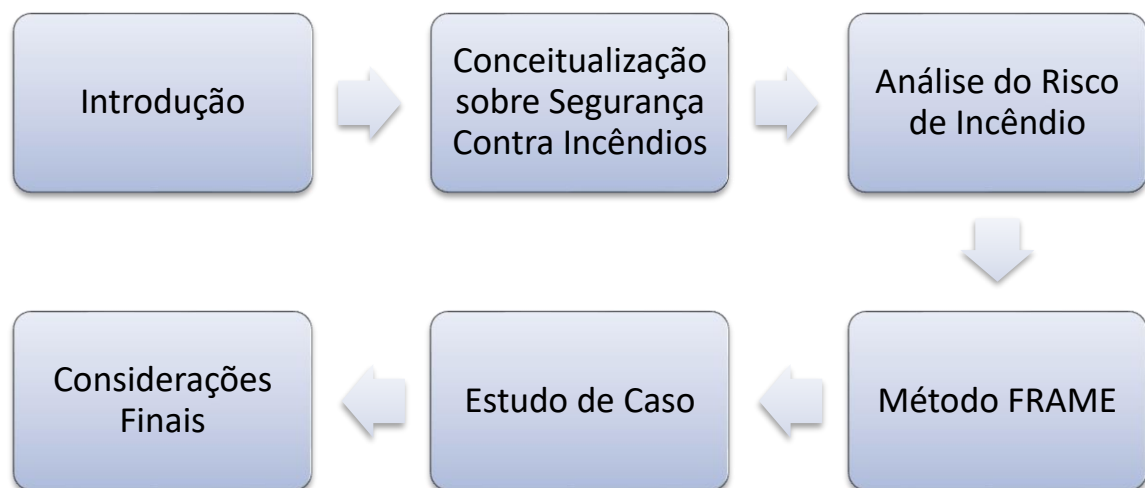 Introdução
Conceitualização
sobre Segurança
Contra Incêndios
Análise do Risco
de Incêndio
Método FRAME
Estudo de Caso
Considerações
Finais